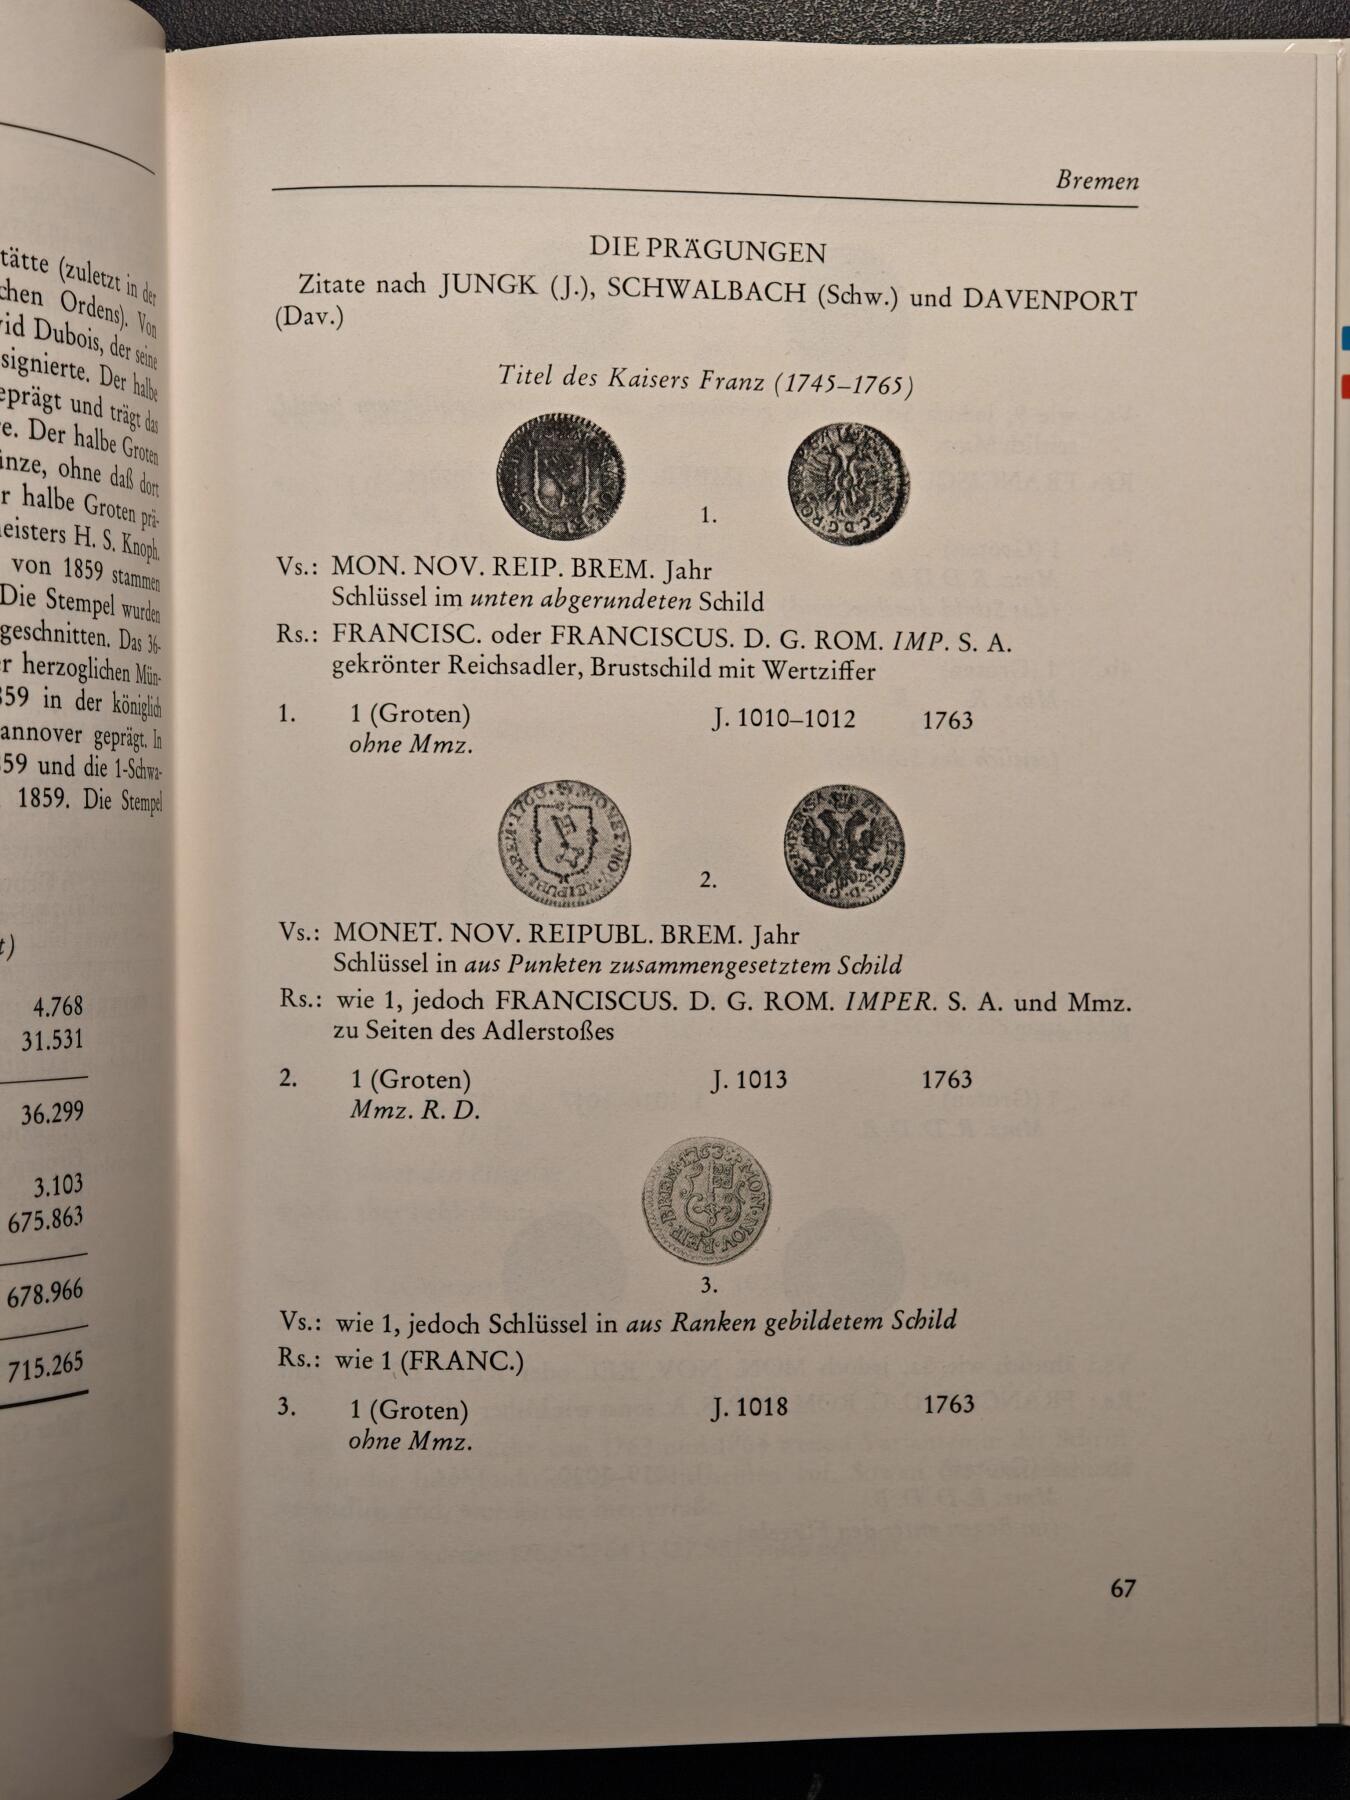 tätte (zuletzt in der
chen Ordens). Von
vid Dubois, der seine
signierte. Der halbe
eprägt und trägt das
e. Der halbe Groten
inze, ohne daß dort
r halbe Groten prä-
eisters H. S. Knoph.
von 1859 stammen
Die Stempel wurden
geschnitten. Das 36-
r herzoglichen Mün-
359 in der königlich
annover geprägt. In
59 und die 1-Schwa-
1859. Die Stempel
t)
4.768
31.531
36.299
3.103
675.863
678.966
715.265
Bremen
DIE PRÄGUNGEN
Zitate nach JUNGK (J.), SCHWALBACH (Schw.) und DAVENPORT
(Dav.)
Titel des Kaisers Franz (1745–1765)
1.
Vs.: MON. NOV. REIP. BREM. Jahr
Schlüssel im unten abgerundeten Schild
Rs.: FRANCISC. oder FRANCISCUS. D. G. ROM. IMP. S. A.
gekrönter Reichsadler, Brustschild mit Wertziffer
1. 1 (Groten) J. 1010–1012 1763
ohne Mmz.
2.
Vs.: MONET. NOV. REIPUBL. BREM. Jahr
Schlüssel in aus Punkten zusammengesetztem Schild
Rs.: wie 1, jedoch FRANCISCUS. D. G. ROM. IMPER. S. A. und Mmz.
zu Seiten des Adlerstoßes
2. 1 (Groten) J. 1013 1763
Mmz. R. D.
3.
Vs.: wie 1, jedoch Schlüssel in aus Ranken gebildetem Schild
Rs.: wie 1 (FRANC.)
3. 1 (Groten) J. 1018 1763
ohne Mmz.
67